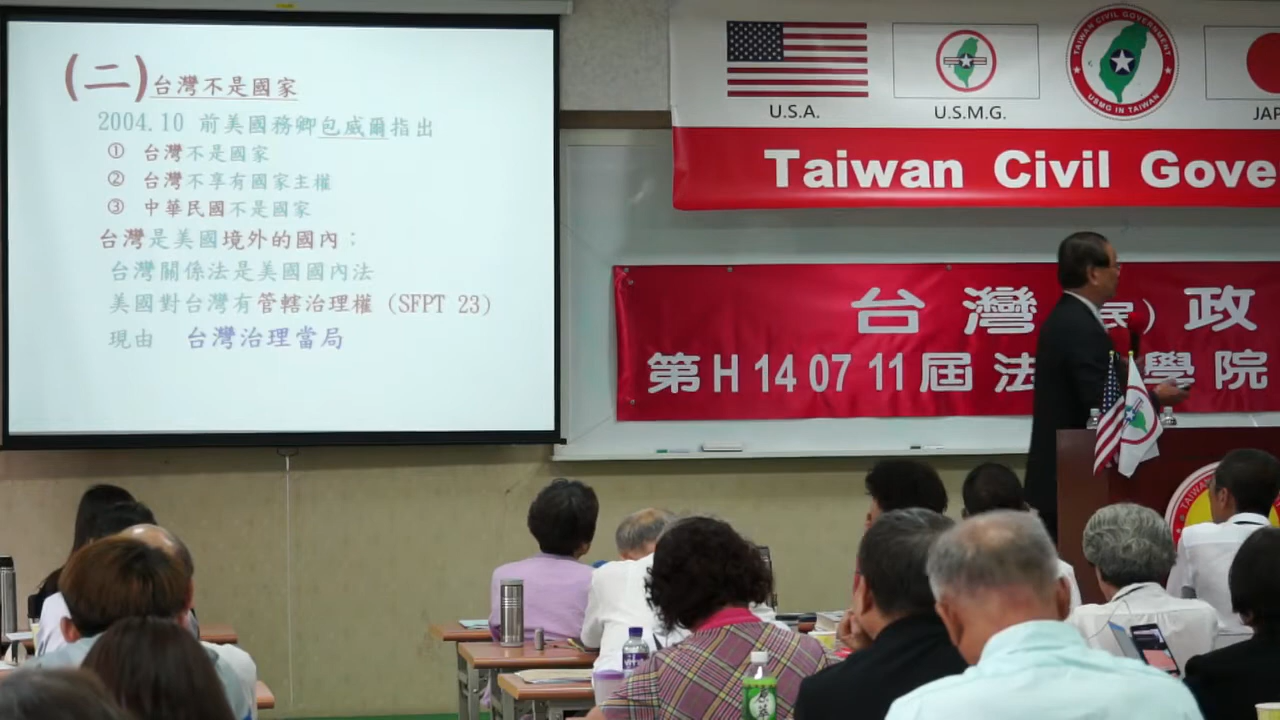 (二)台灣不是國家
2004.10 前美國務卿包威爾指出
① 台灣不是國家
② 台灣不享有國家主權
③ 中華民國不是國家
台灣是美國境外的國內；
台灣關係法是美國國內法
美國對台灣有管轄治理權 (SFPT 23)
現由 台灣治理當局
U.S.A.
U.S.M.G.
TAIWAN CIVIL GOVERNMENT
USMG IN TAIWAN
JAP
Taiwan Civil Gove
台灣 民) 政
第H 14 07 11屆法 學院
TAIWAN